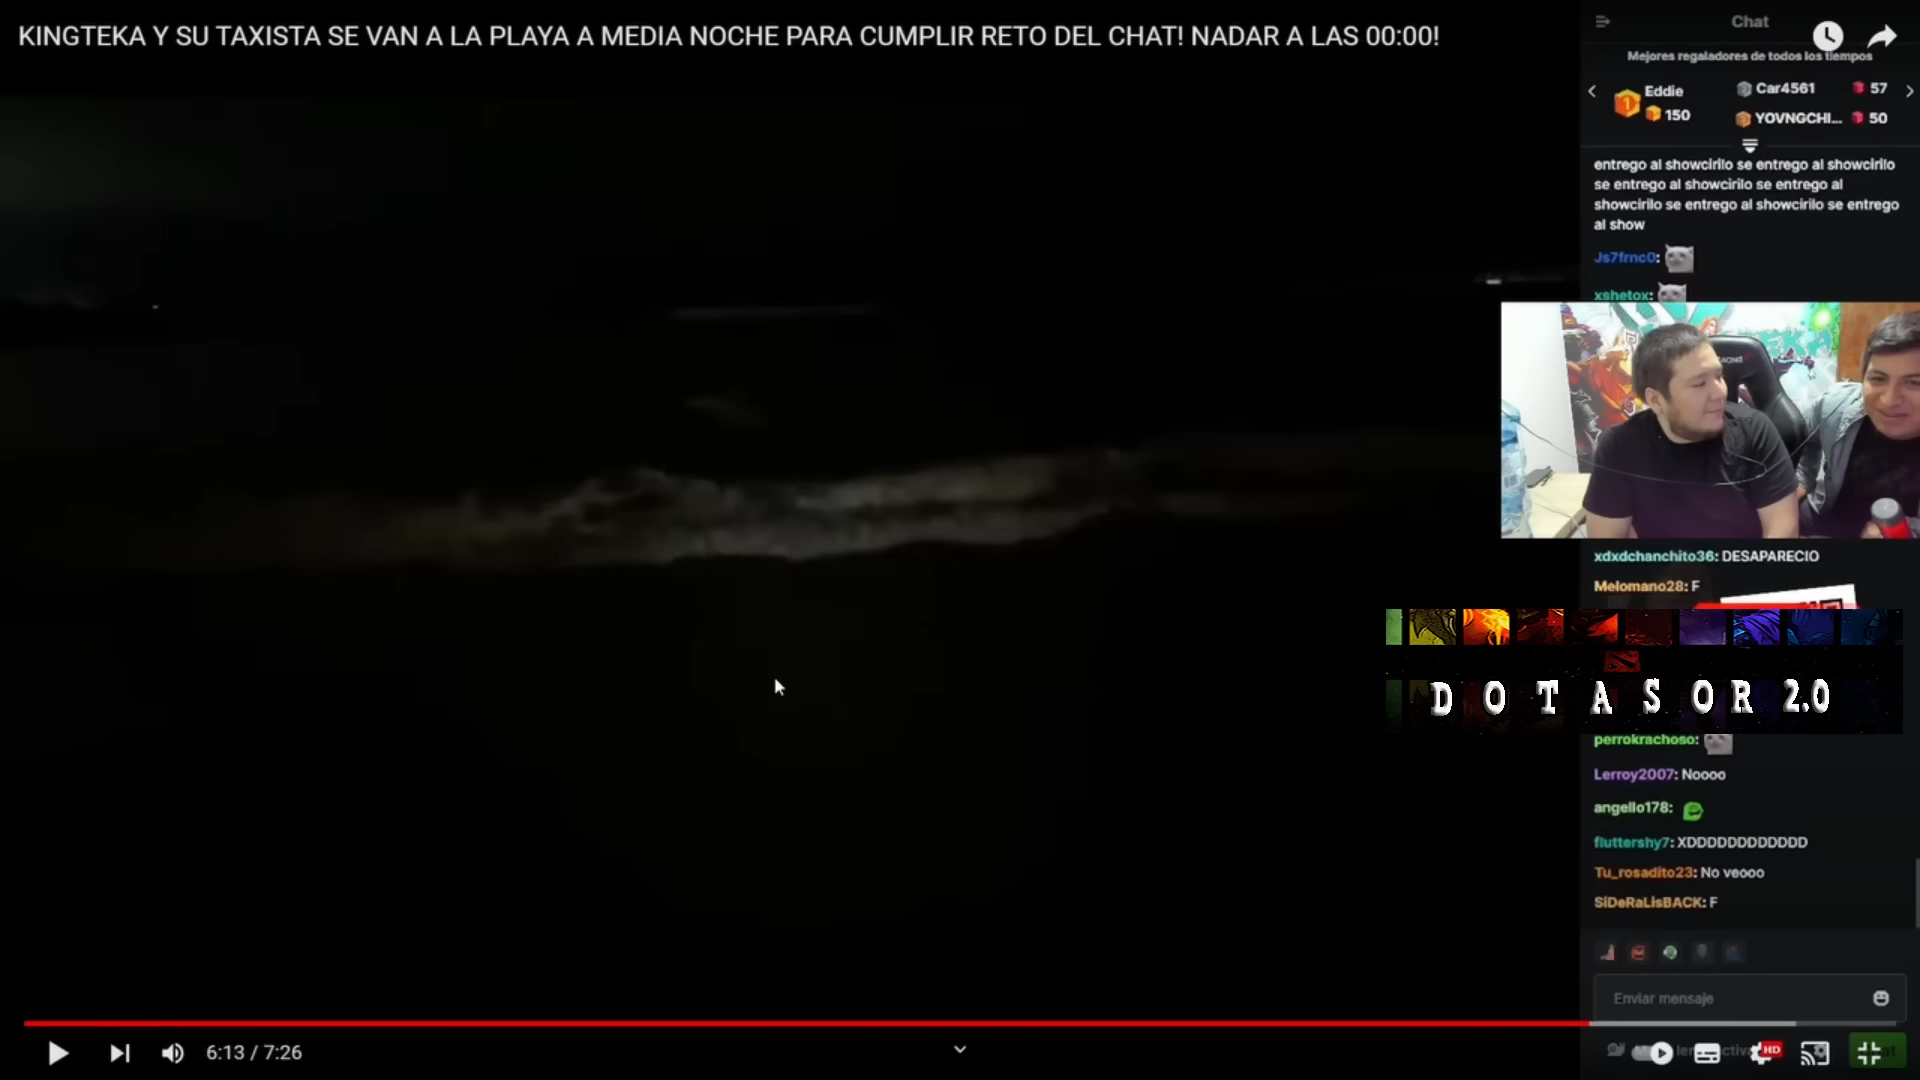 KINGTEKA Y SU TAXISTA SE VAN A LA PLAYA A MEDIA NOCHE PARA CUMPLIR RETO DEL CHAT! NADAR A LAS 00:00!
Chat
Mejores regaladores de todos los tiempos
1
Eddie
150
Car4561
57
YOVNGCHI...
50
entrego al showcirilo se entrego al showcirilo
se entrego al showcirilo se entrego al
showcirilo se entrego al showcirilo se entrego
al show
Js7frnc0:
xshetox:
xdxdchanchito36: DESAPARECIO
Melomano28: F
D O T A S O R 2.0
perrokrachoso:
Lerroy2007: Noooo
angello178:
fluttershy7: XDDDDDDDDDDDD
Tu_rosadito23: No veooo
SiDeRaLisBACK: F
Enviar mensaje
6:13 / 7:26
HD